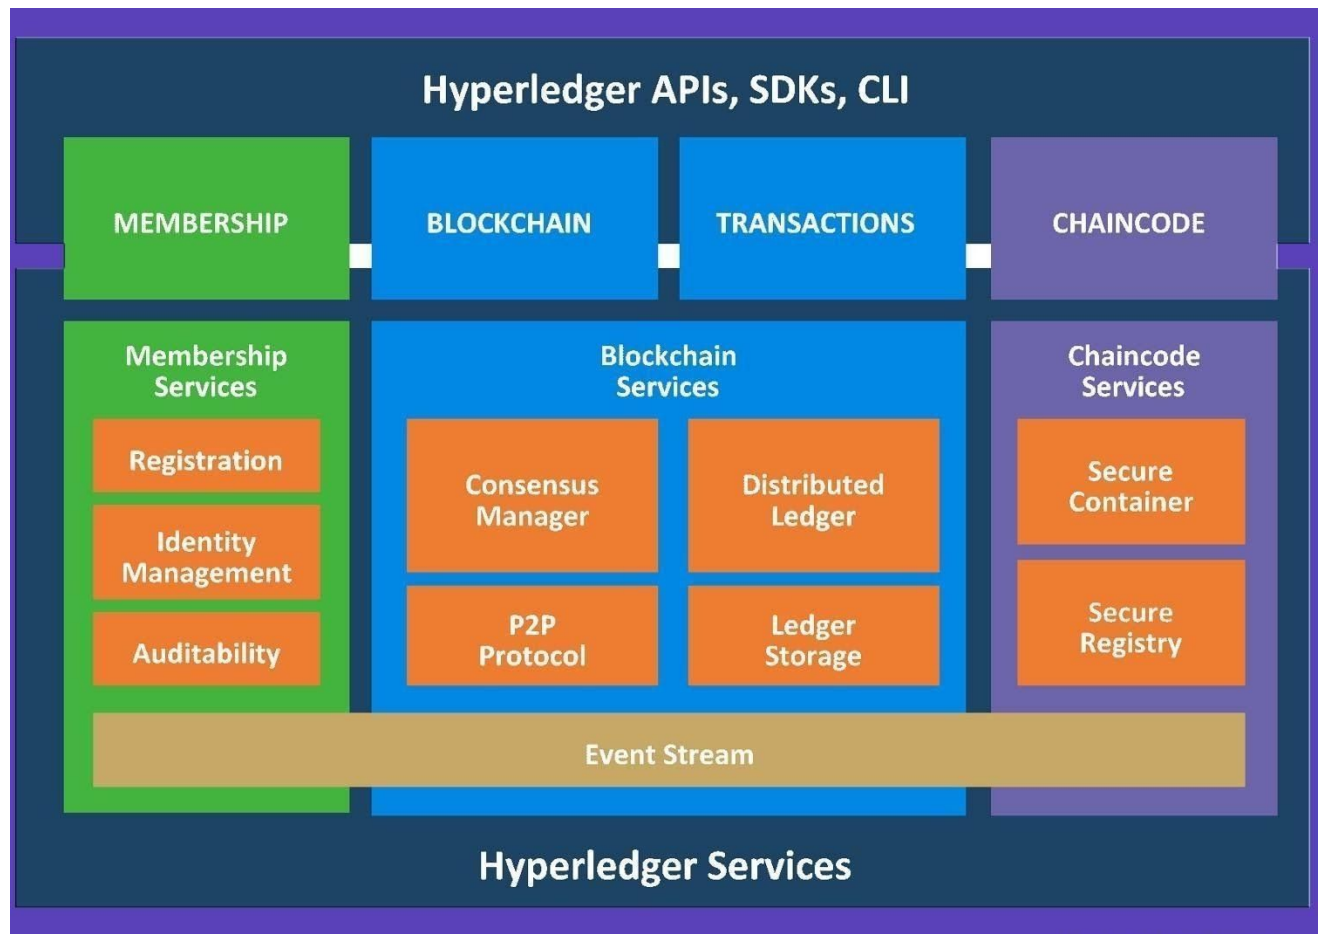 Hyperledger APIs, SDKs, CLI
MEMBERSHIP
BLOCKCHAIN
TRANSACTIONS
CHAINCODE
Membership
Services
Registration
Identity
Management
Auditability
Blockchain
Services
Consensus
Manager
Distributed
Ledger
P2P
Protocol
Ledger
Storage
Chaincode
Services
Secure
Container
Secure
Registry
Event Stream
Hyperledger Services